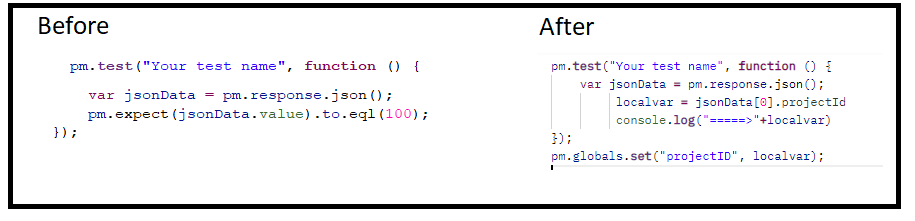 Before
pm.test("Your test name", function () {
var jsonData = pm.response.json();
pm.expect(jsonData.value).to.eql(100);
});
After
pm.test("Your test name", function () {
var jsonData = pm.response.json();
localvar = jsonData[0].projectId
console.log("=====>"+localvar)
});
pm.globals.set("projectID", localvar);